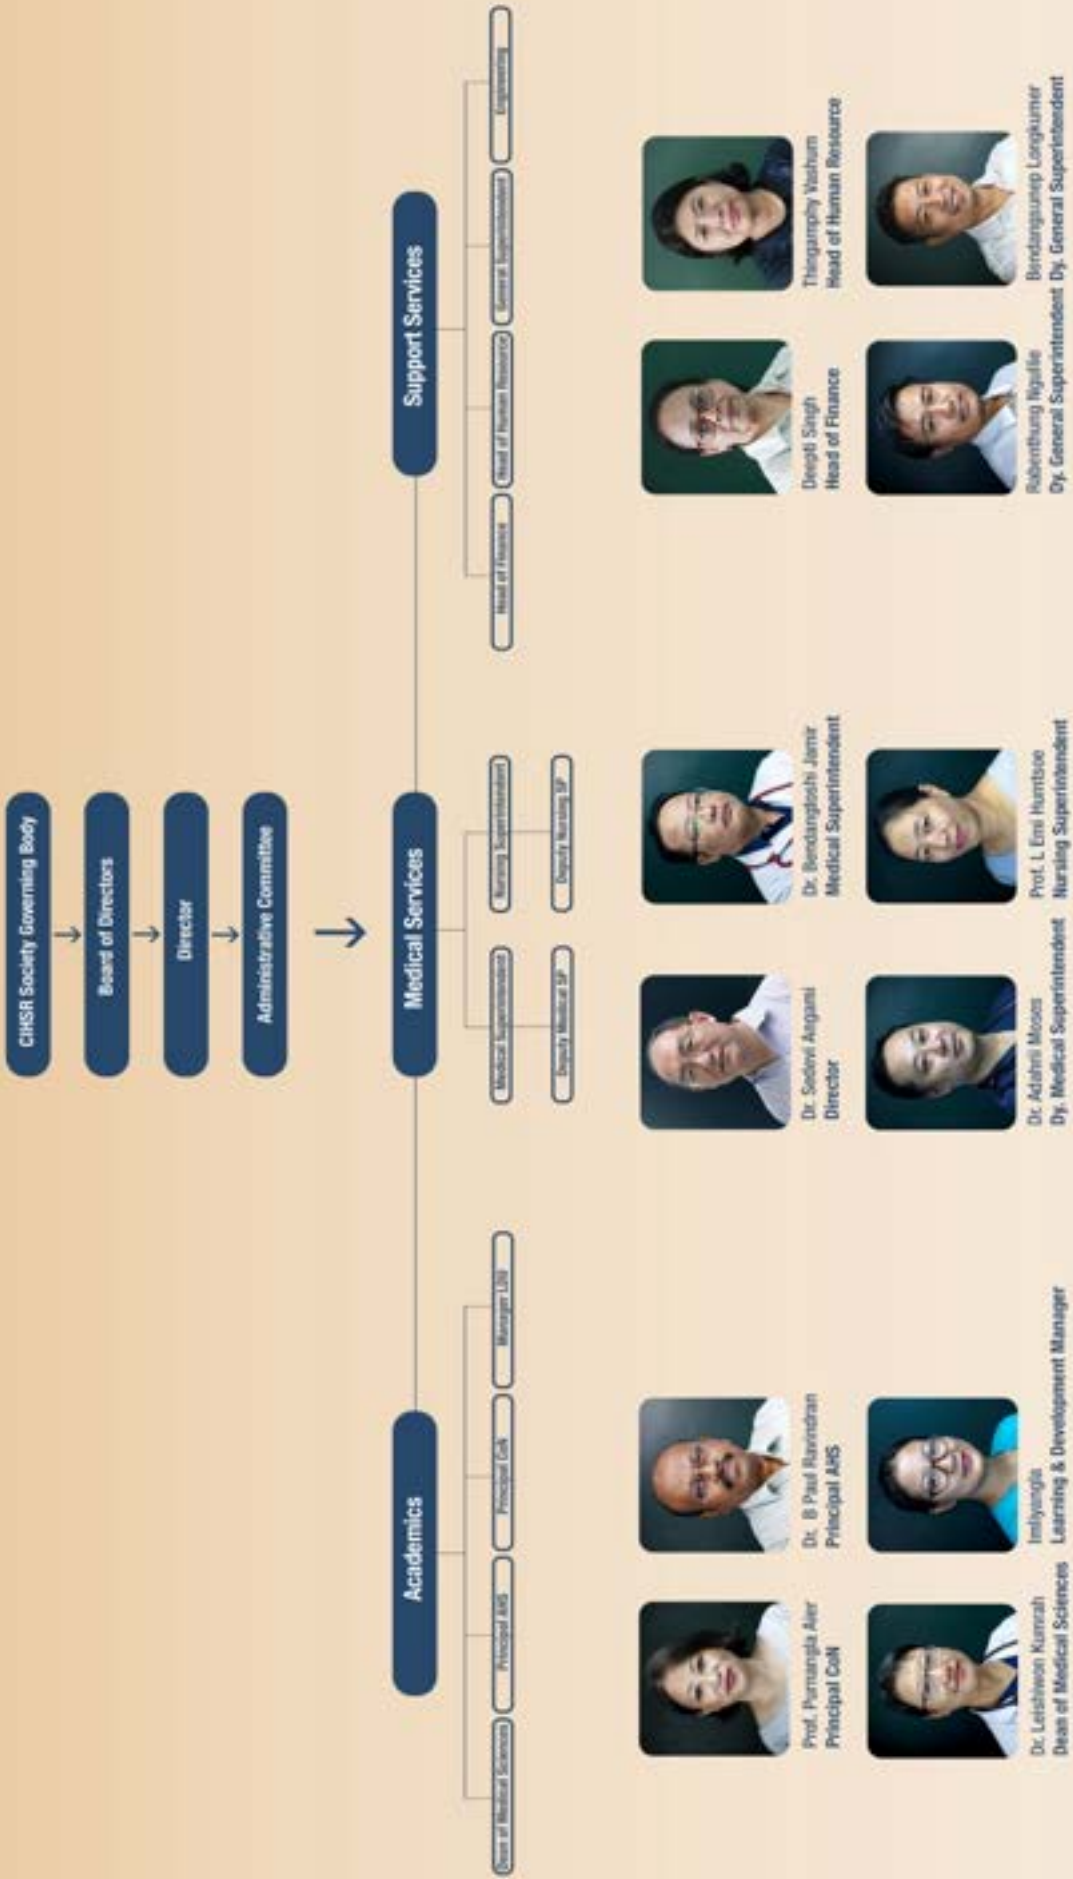 CIHSR Society Governing Body
Board of Directors
Director
Administrative Committee
Academics
Medical Services
Support Services
Dean of Medical Sciences
Principal AHS
Principal CoN
Manager LDU
Medical Superintendent
Nursing Superintendent
Deputy Medical SP
Deputy Nursing SP
Head of Finance
Head of Human Resource
General Superintendent
Engineering
Prof. Purnangla Aier
Principal CoN
Dr. B Paul Ravindran
Principal AHS
Dr. Sedevi Angami
Director
Dr. Bendangtoshi Jamir
Medical Superintendent
Deepti Singh
Head of Finance
Thingamphy Vashum
Head of Human Resource
Dr. Leishiwon Kumrah
Dean of Medical Sciences
Imliyangla
Learning & Development Manager
Dr. Adahrii Moses
Dy. Medical Superintendent
Prof. L Emi Humtsoe
Nursing Superintendent
Rabenthung Ngullie
Dy. General Superintendent
Bendangsunep Longkumer
Dy. General Superintendent